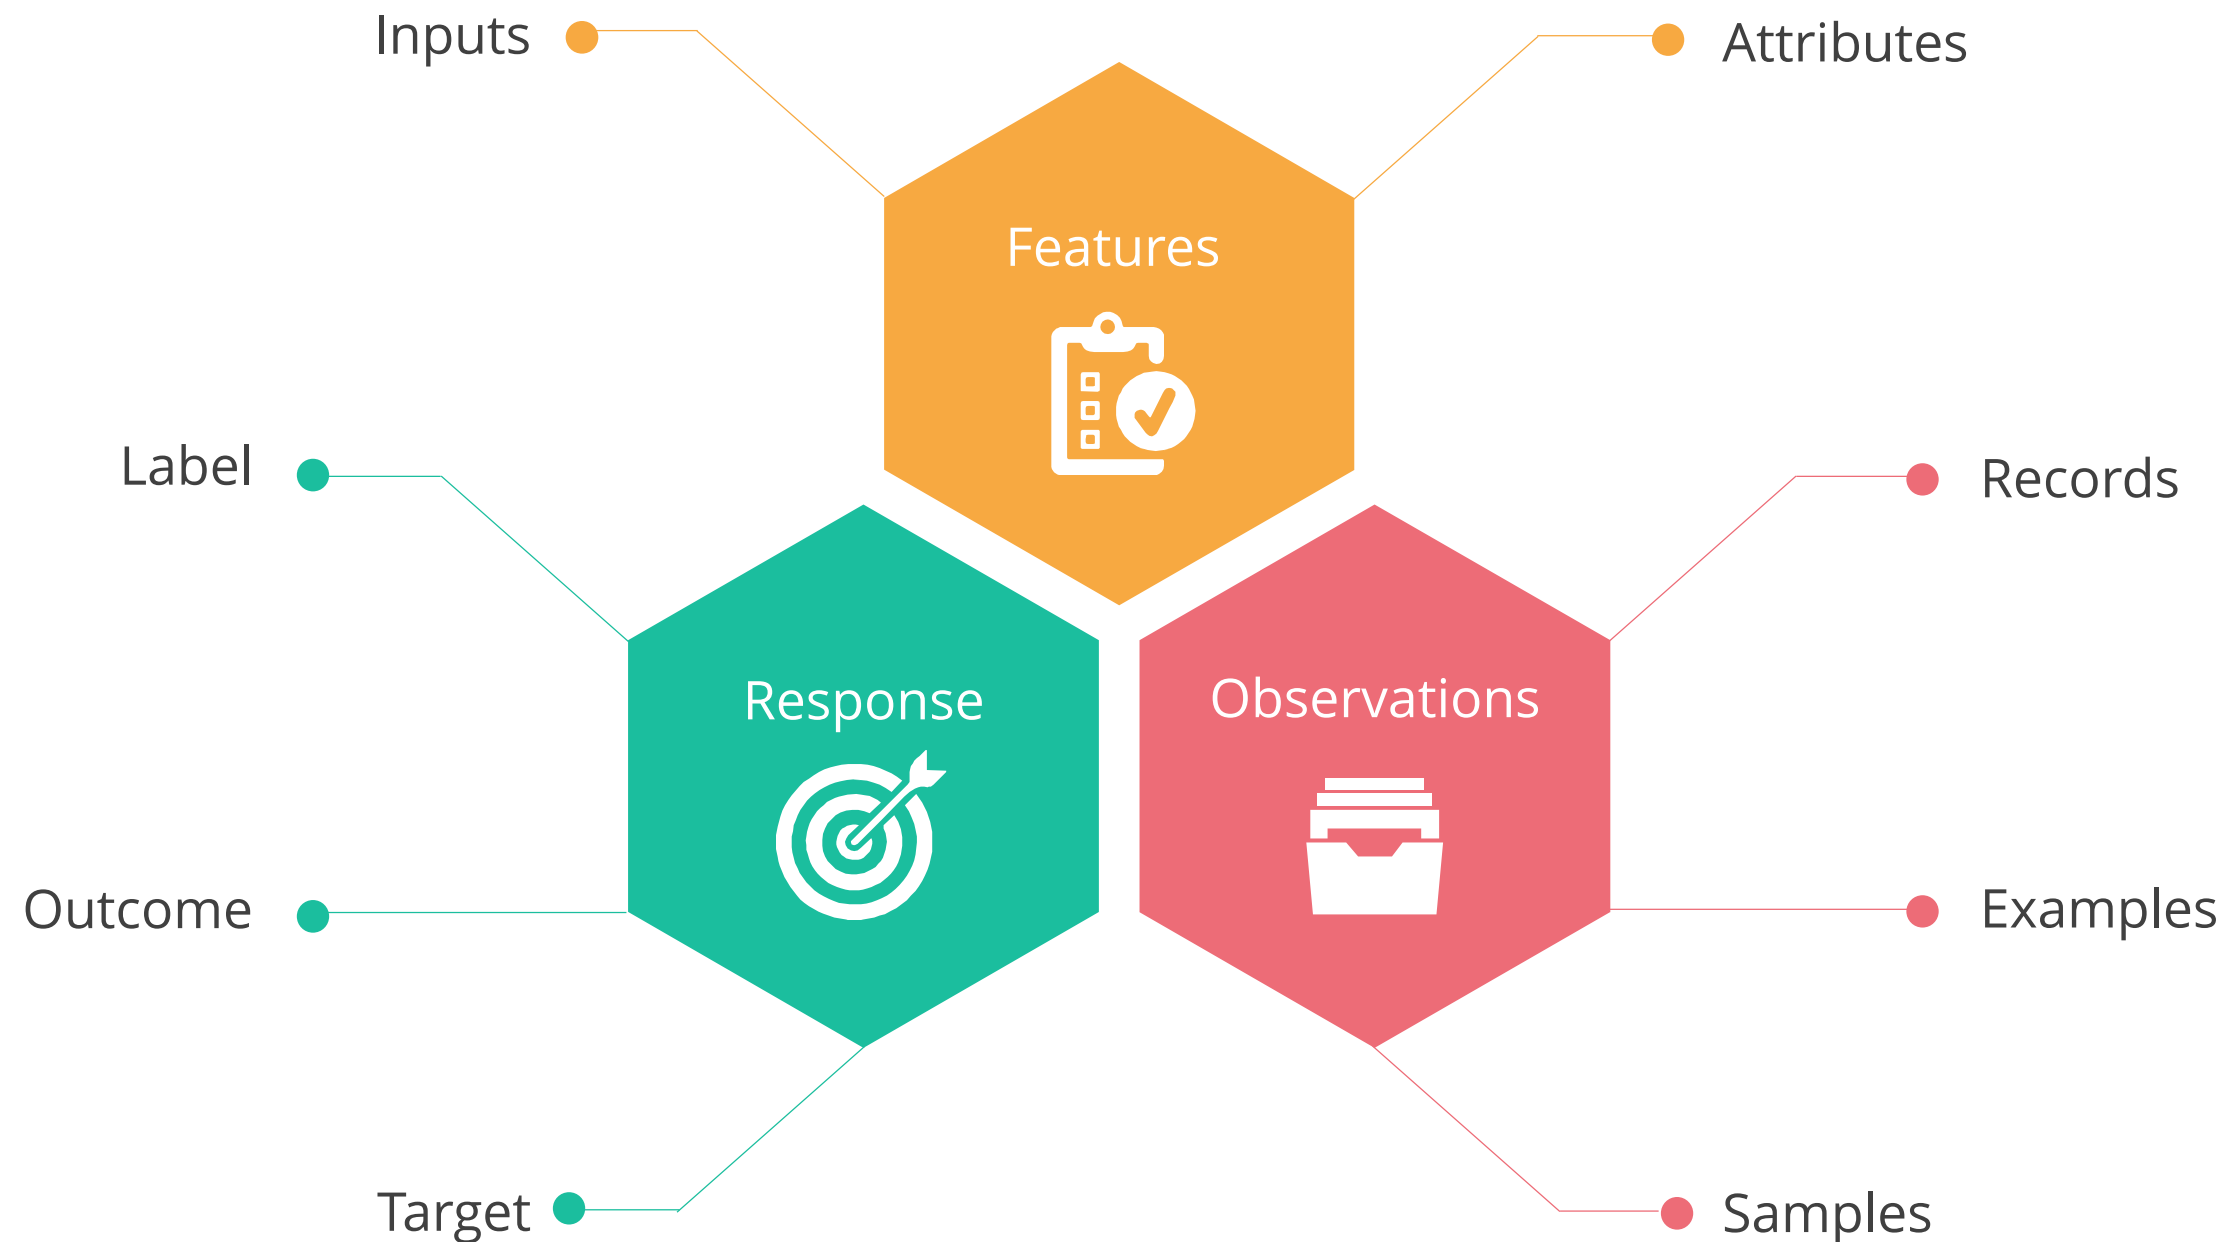 Inputs
Attributes
Features
Label
Records
Response
Observations
Outcome
Examples
Target
Samples